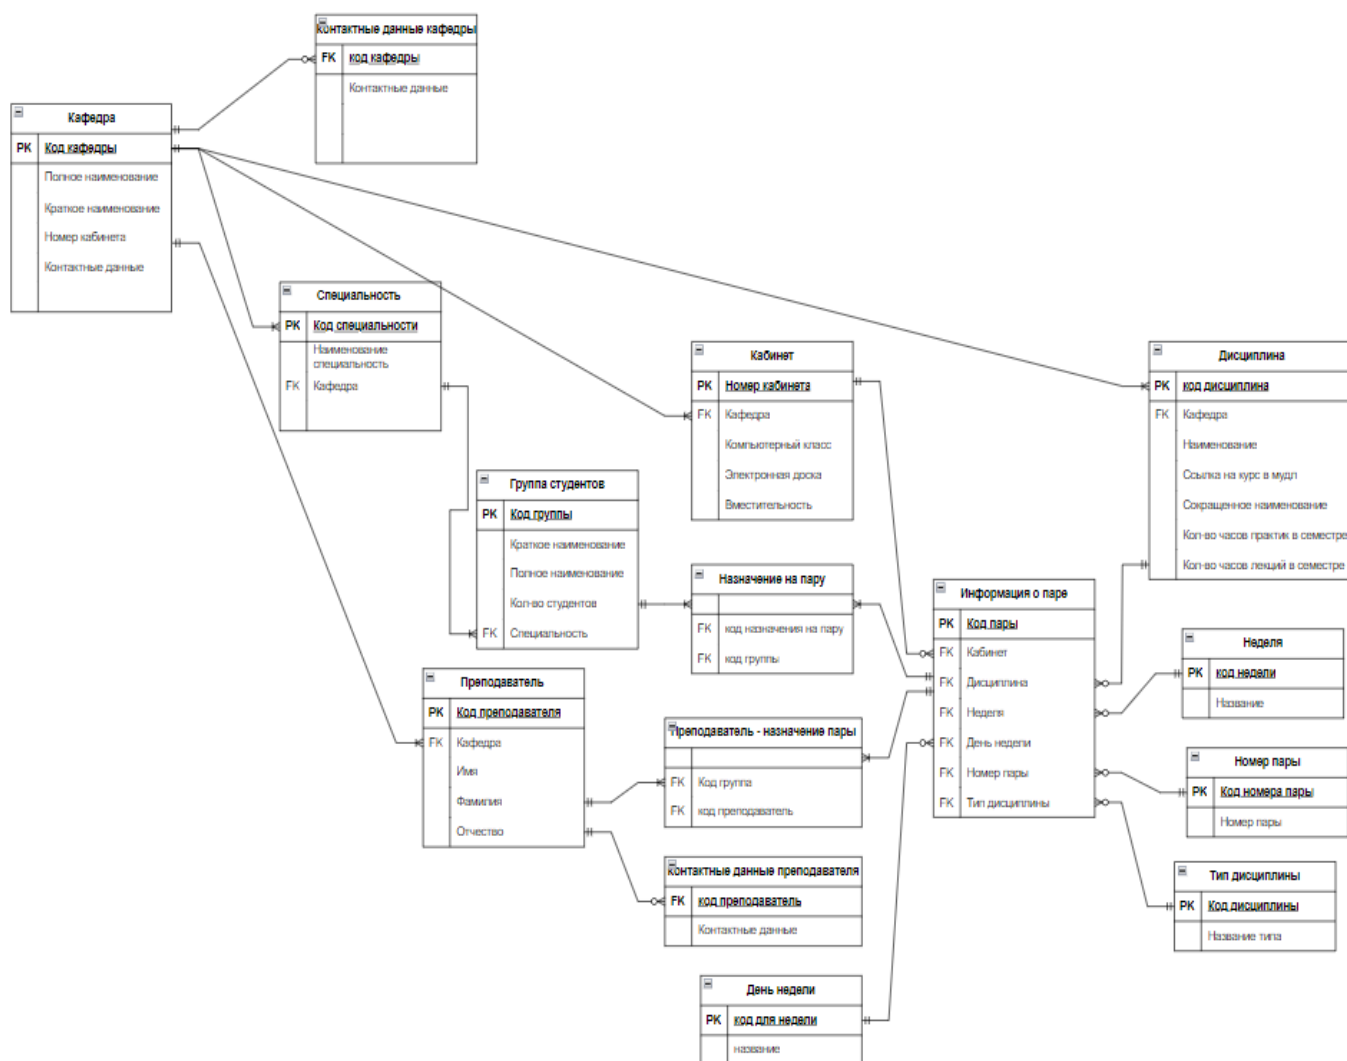 контактные данные кафедры
FK код кафедры
Контактные данные
Кафедра
PK Код кафедры
Полное наименование
Краткое наименование
Номер кабинета
Контактные данные
Специальность
PK Код специальности
Наименование
специальность
FK Кафедра
Кабинет
PK Номер кабинета
FK Кафедра
Компьютерный класс
Электронная доска
Вместительность
Дисциплина
PK код дисциплина
FK Кафедра
Наименование
Ссылка на курс в мудл
Сокращенное наименование
Кол-во часов практик в семестре
Кол-во часов лекций в семестре
Группа студентов
PK Код группы
Краткое наименование
Полное наименование
Кол-во студентов
FK Специальность
Назначение на пару
FK код назначения на пару
FK код группы
Информация о паре
PK Код пары
FK Кабинет
FK Дисциплина
FK Неделя
FK День недели
FK Номер пары
FK Тип дисциплины
Неделя
PK код недели
Название
Преподаватель
PK Код преподавателя
FK Кафедра
Имя
Фамилия
Отчество
Преподаватель - назначение пары
FK Код группа
FK код преподаватель
Номер пары
PK Код номера пары
Номер пары
контактные данные преподавателя
FK код преподаватель
Контактные данные
Тип дисциплины
PK Код дисциплины
Название типа
День недели
PK код для недели
название